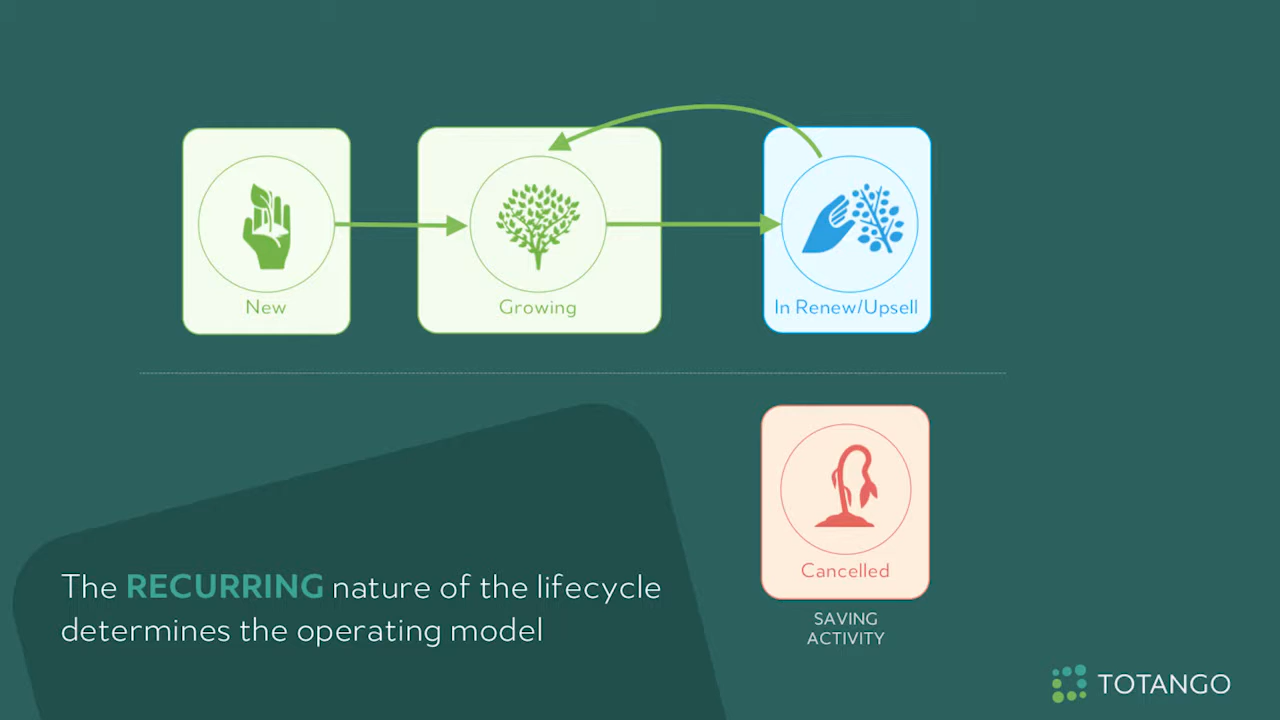 New
Growing
In Renew/Upsell
Cancelled
SAVING
ACTIVITY
The RECURRING nature of the lifecycle
determines the operating model
TOTANGO